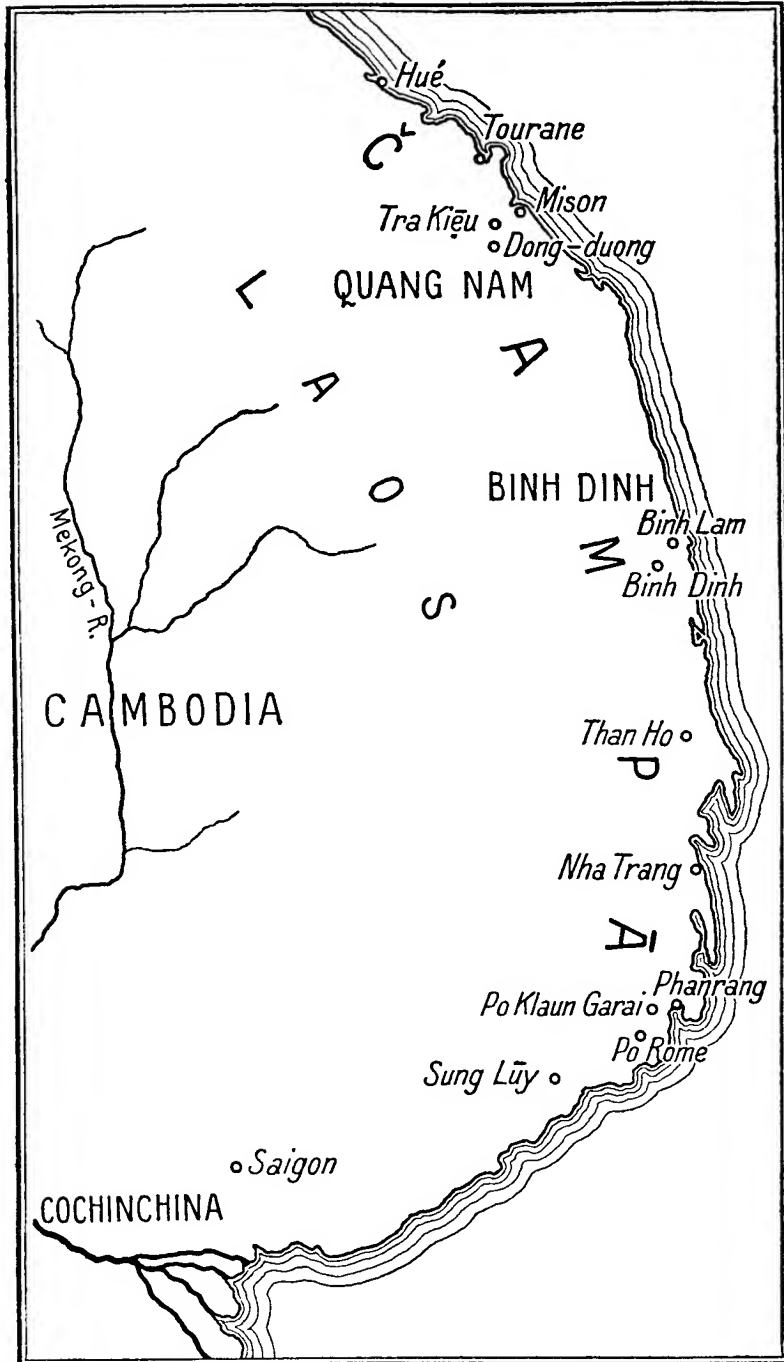 Hué
Tourane
Č A M P Ā
Mison
Tra Kiệu
Dong-duong
QUANG NAM
L A O S
BINH DINH
Binh Lam
Binh Dinh
Mekong-R.
CAMBODIA
Than Ho
Nha Trang
Phanrang
Po Klaun Garai
Po Rome
Sung Lūy
Saigon
COCHINCHINA